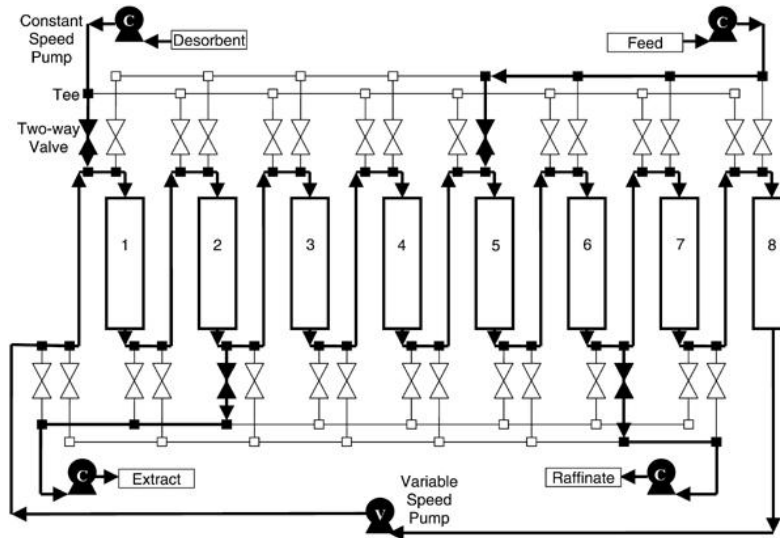 Constant
Speed
Pump
C
Desorbent
Feed
C
Tee
Two-way
Valve
1
2
3
4
5
6
7
8
C
Extract
Variable
Speed
Pump
V
Raffinate
C